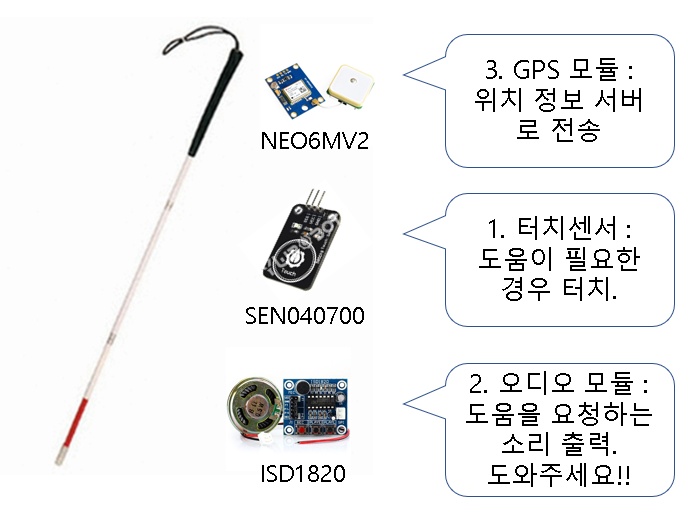 3. GPS 모듈 :
위치 정보 서버
로 전송
NEO6MV2
1. 터치센서 :
도움이 필요한
경우 터치.
Touch
SEN040700
2. 오디오 모듈 :
도움을 요청하는
소리 출력.
도와주세요!!
ISD1820
ISD1820